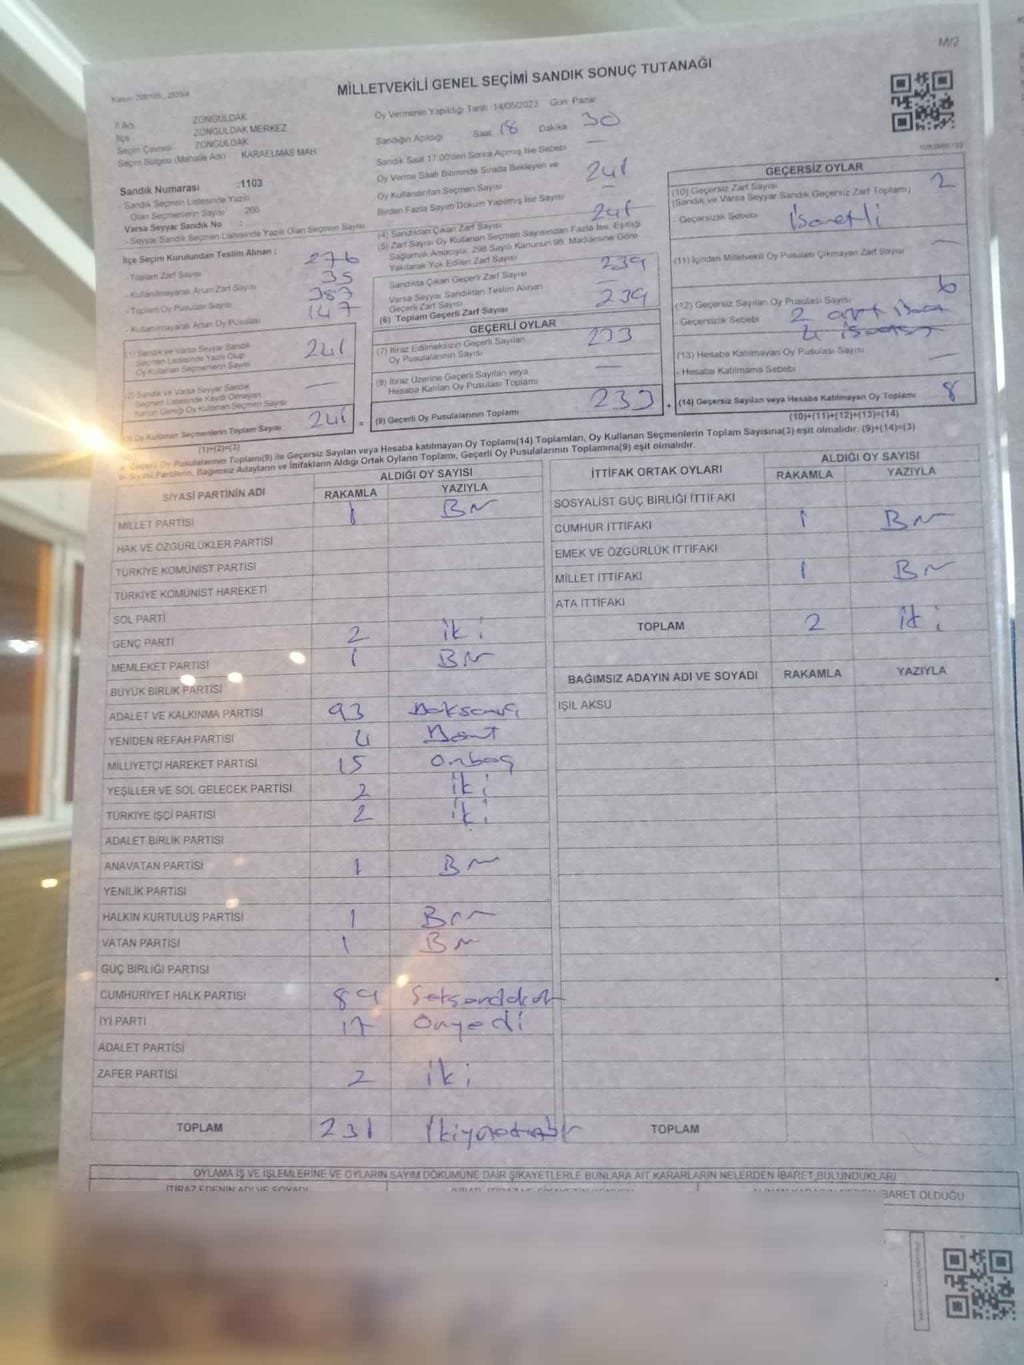 M/2
MİLLETVEKİLİ GENEL SEÇİMİ SANDIK SONUÇ TUTANAĞI
İl Adı ZONGULDAK
İlçe ZONGULDAK MERKEZ
Seçim Çevresi ZONGULDAK
Seçim Bölgesi (Mahalle Adı) KARAELMAS MAH
Sandık Numarası :1103
- Sandık Seçmen Listesinde Yazılı
Olan Seçmenlerin Sayısı : 266
Varsa Seyyar Sandık No :
- Seyyar Sandık Seçmen Listesinde Yazılı Olan Seçmen Sayısı
İlçe Seçim Kurulundan Teslim Alınan :
- Toplam Zarf Sayısı 276
- Kullanılmayarak Artan Zarf Sayısı 35
- Toplam Oy Pusulası Sayısı 387
- Kullanılmayarak Artan Oy Pusulası 147
(1) Sandık ve Varsa Seyyar Sandık
Seçmen Listesinde Yazılı Olup
Oy Kullanan Seçmenlerin Sayısı 241
(2) Sandık ve Varsa Seyyar Sandık
Seçmen Listesinde Kayıtlı Olmayan
Kanun Gereği Oy Kullanan Seçmen Sayısı —
(3) Oy Kullanan Seçmenlerin Toplam Sayısı 241
(1)+(2)=(3)
Oy Vermenin Yapıldığı Tarih 14/05/2023 Gün Pazar
Sandığın Açıldığı Saat 18 Dakika 30
Sandık Saat 17:00'den Sonra Açılmış İse Sebebi —
Oy Verme Saati Bitiminde Sırada Bekleyen ve
Oy Kullandırılan Seçmen Sayısı 241
Birden Fazla Sayım Döküm Yapılmış İse Sayısı —
(4) Sandıktan Çıkan Zarf Sayısı 241
(5) Zarf Sayısı Oy Kullanan Seçmen Sayısından Fazla İse, Eşitliği
Sağlamak Amacıyla, 298 Sayılı Kanunun 98. Maddesine Göre
Yakılarak Yok Edilen Zarf Sayısı —
Sandıkta Çıkan Geçerli Zarf Sayısı 239
Varsa Seyyar Sandıktan Teslim Alınan
Geçerli Zarf Sayısı
(6) Toplam Geçerli Zarf Sayısı 239
GEÇERLİ OYLAR
(7) İtiraz Edilmeksizin Geçerli Sayılan
Oy Pusulalarının Sayısı 233
(8) İtiraz Üzerine Geçerli Sayılan veya
Hesaba Katılan Oy Pusulası Toplamı —
(9) Geçerli Oy Pusulalarının Toplamı 233
GEÇERSİZ OYLAR
(10) Geçersiz Zarf Sayısı 2
(Sandık ve Varsa Seyyar Sandık Geçersiz Zarf Toplamı)
- Geçersizlik Sebebi İşaretli
(11) İçinden Milletvekili Oy Pusulası Çıkmayan Zarf Sayısı —
(12) Geçersiz Sayılan Oy Pusulası Sayısı 6
- Geçersizlik Sebebi 2
4
(13) Hesaba Katılmayan Oy Pusulası Sayısı —
- Hesaba Katılmama Sebebi
(14) Geçersiz Sayılan veya Hesaba Katılmayan Oy Toplamı 8
(10)+(11)+(12)+(13)=(14)
a- Geçerli Oy Pusulalarının Toplamı(9) ile Geçersiz Sayılan veya Hesaba katılmayan Oy Toplamı(14) Toplamları, Oy Kullanan Seçmenlerin Toplam Sayısına(3) eşit olmalıdır. (9)+(14)=(3)
b- Siyasi Partilerin, Bağımsız Adayların ve İttifakların Aldığı Ortak Oyların Toplamı, Geçerli Oy Pusulalarının Toplamına(9) eşit olmalıdır.
SİYASİ PARTİNİN ADI ALDIĞI OY SAYISI
RAKAMLA YAZIYLA
MİLLET PARTİSİ 1 Bir
HAK VE ÖZGÜRLÜKLER PARTİSİ
TÜRKİYE KOMÜNİST PARTİSİ
TÜRKİYE KOMÜNİST HAREKETİ
SOL PARTİ
GENÇ PARTİ 2 iki
MEMLEKET PARTİSİ 1 Bir
BÜYÜK BİRLİK PARTİSİ
ADALET VE KALKINMA PARTİSİ 93 Doksanüç
YENİDEN REFAH PARTİSİ 4 Dört
MİLLİYETÇİ HAREKET PARTİSİ 15 Onbeş
YEŞİLLER VE SOL GELECEK PARTİSİ 2 iki
TÜRKİYE İŞÇİ PARTİSİ 2 iki
ADALET BİRLİK PARTİSİ
ANAVATAN PARTİSİ 1 Bir
YENİLİK PARTİSİ
HALKIN KURTULUŞ PARTİSİ 1 Bir
VATAN PARTİSİ 1 Bir
GÜÇ BİRLİĞİ PARTİSİ
CUMHURİYET HALK PARTİSİ 89 Seksendokuz
İYİ PARTİ 17 Onyedi
ADALET PARTİSİ
ZAFER PARTİSİ 2 iki
TOPLAM 231 ikiyüzotuzbir
İTTİFAK ORTAK OYLARI ALDIĞI OY SAYISI
RAKAMLA YAZIYLA
SOSYALİST GÜÇ BİRLİĞİ İTTİFAKI
CUMHUR İTTİFAKI 1 Bir
EMEK VE ÖZGÜRLÜK İTTİFAKI
MİLLET İTTİFAKI 1 Bir
ATA İTTİFAKI
TOPLAM 2 iki
BAĞIMSIZ ADAYIN ADI VE SOYADI RAKAMLA YAZIYLA
IŞIL AKSU
TOPLAM
OYLAMA İŞ VE İŞLEMLERİNE VE OYLARIN SAYIM DÖKÜMÜNE DAİR ŞİKAYETLERLE BUNLARA AİT KARARLARIN NELERDEN İBARET BULUNDUKLARI
İTİRAZ EDENİN ADI VE SOYADI
İBARET OLDUĞU